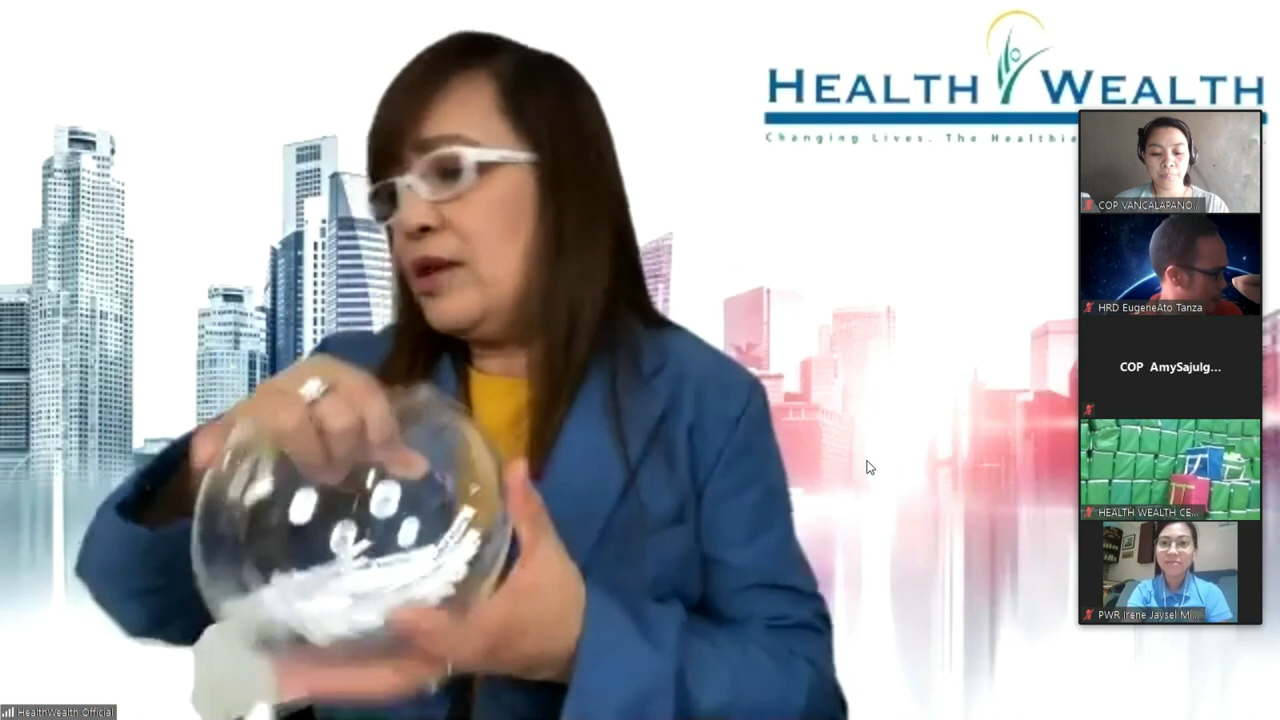 HEALTH WEALTH
Changing Lives. The Healthie
COP VANCALAPANO...
HRD EugeneAto Tanza
COP AmySajulg...
HEALTH WEALTH CE...
PWR Irene Jaysel Mi...
HealthWealth Official